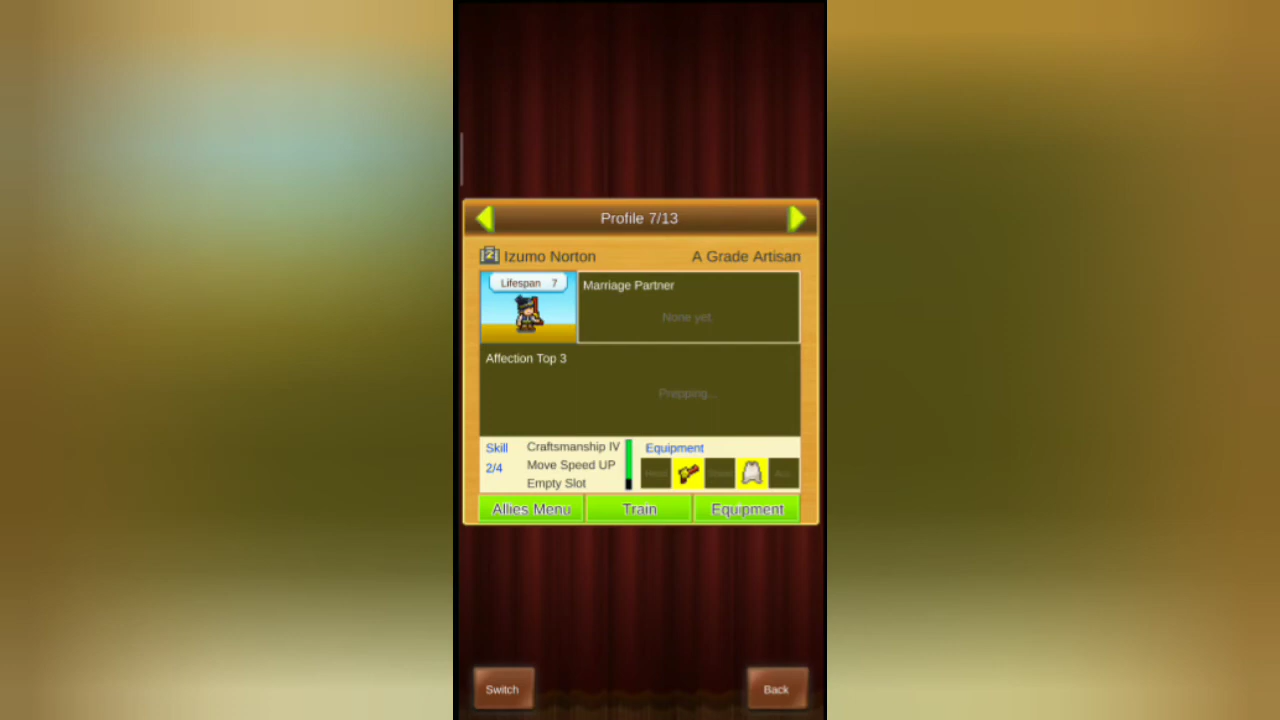 Profile 7/13
2 Izumo Norton
A Grade Artisan
Lifespan 7
Marriage Partner
None yet
Affection Top 3
Prepping...
Skill
2/4
Craftsmanship IV
Move Speed UP
Empty Slot
Equipment
Allies Menu
Train
Equipment
Switch
Back